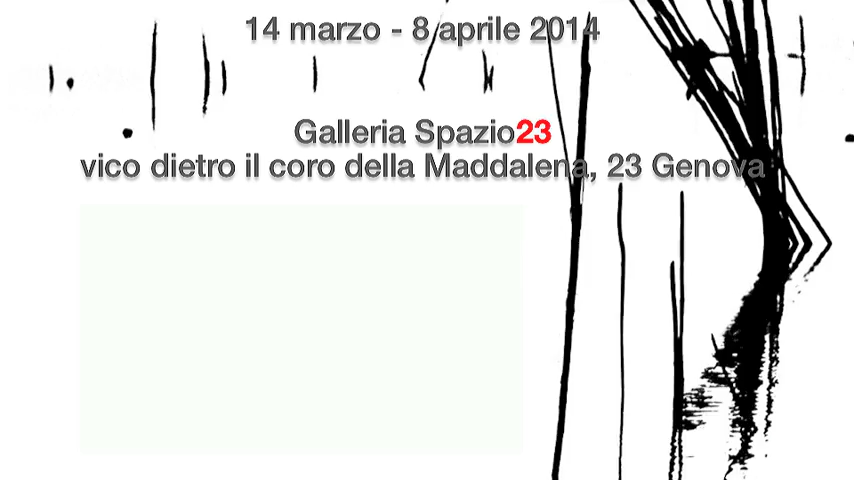 14 marzo - 8 aprile 2014
Galleria Spazio23
vico dietro il coro della Maddalena, 23 Genova